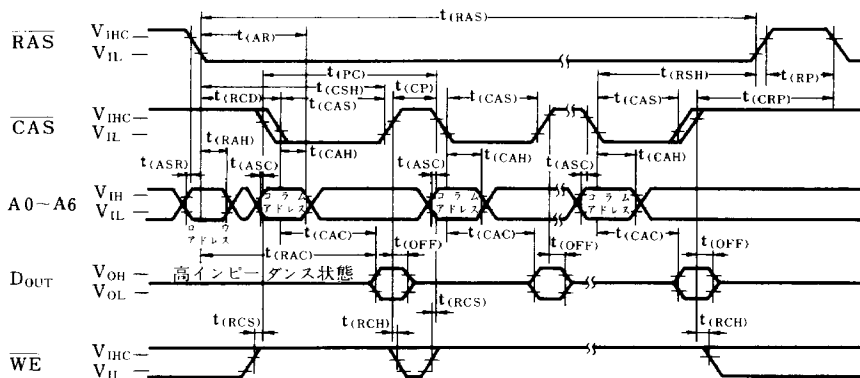 t(RAS)
RAS VIHC
VIL
t(AR)
t(PC)
t(RSH)
t(RP)
t(CSH)
t(CP)
t(RCD)
t(CAS)
t(CAS)
t(CAS)
t(CRP)
CAS VIHC
VIL
t(RAH)
t(CAH)
t(CAH)
t(CAH)
t(ASR)
t(ASC)
t(ASC)
t(ASC)
A0~A6 VIH
VIL
コラム
アドレス
コラム
アドレス
コラム
アドレス
ロウ
アドレス
t(CAC)
t(CAC)
t(CAC)
t(RAC)
t(OFF)
t(OFF)
t(OFF)
高インピーダンス状態
DOUT VOH
VOL
t(RCS)
t(RCS)
t(RCH)
t(RCH)
WE VIHC
VIL